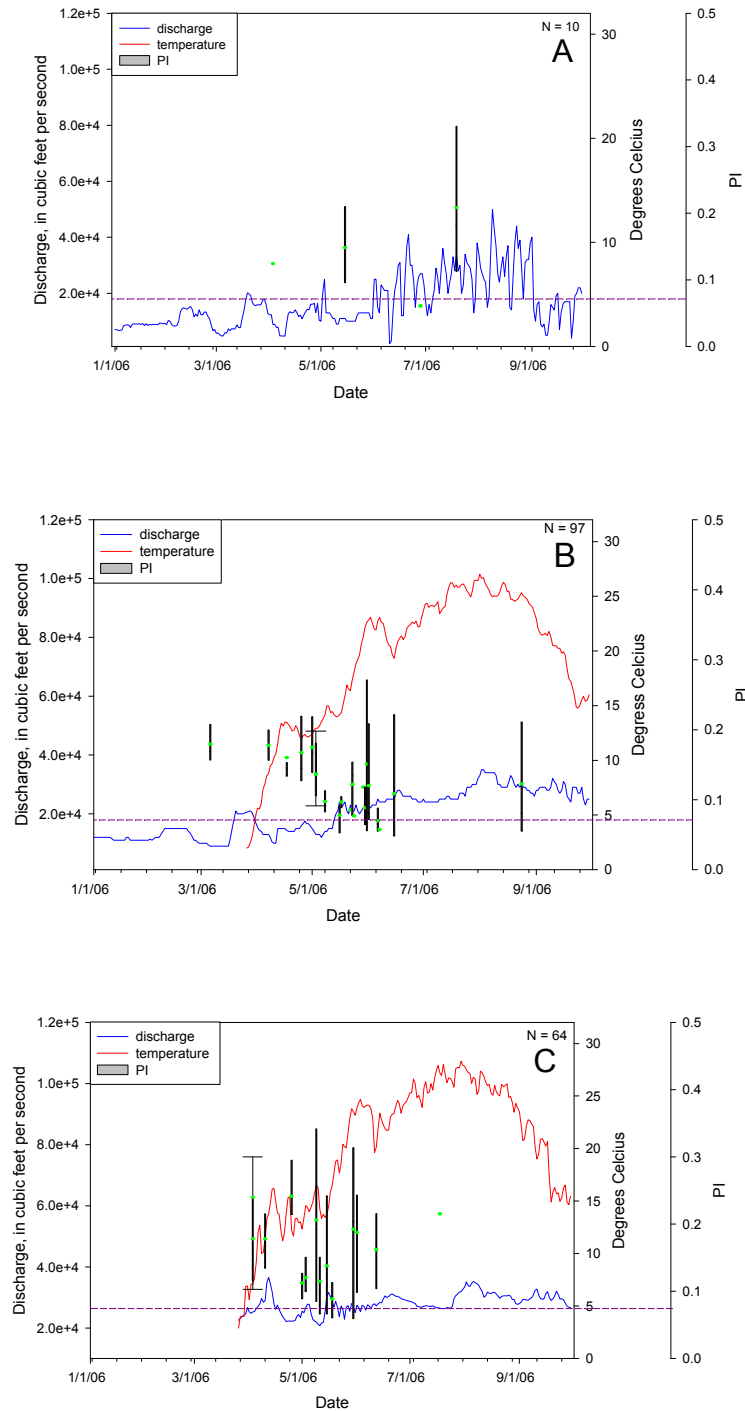 1.2e+5
1.0e+5
8.0e+4
6.0e+4
4.0e+4
2.0e+4
Discharge, in cubic feet per second
discharge
temperature
PI
N = 10
A
30
20
10
0
Degrees Celcius
0.5
0.4
0.3
0.2
0.1
0.0
PI
1/1/06 3/1/06 5/1/06 7/1/06 9/1/06
Date
1.2e+5
1.0e+5
8.0e+4
6.0e+4
4.0e+4
2.0e+4
Discharge, in cubic feet per second
discharge
temperature
PI
N = 97
B
30
25
20
15
10
5
0
Degress Celcius
0.5
0.4
0.3
0.2
0.1
0.0
PI
1/1/06 3/1/06 5/1/06 7/1/06 9/1/06
Date
1.2e+5
1.0e+5
8.0e+4
6.0e+4
4.0e+4
2.0e+4
Discharge, in cubic feet per second
discharge
temperature
PI
N = 64
C
30
25
20
15
10
5
0
Degrees Celcius
0.5
0.4
0.3
0.2
0.1
0.0
PI
1/1/06 3/1/06 5/1/06 7/1/06 9/1/06
Date